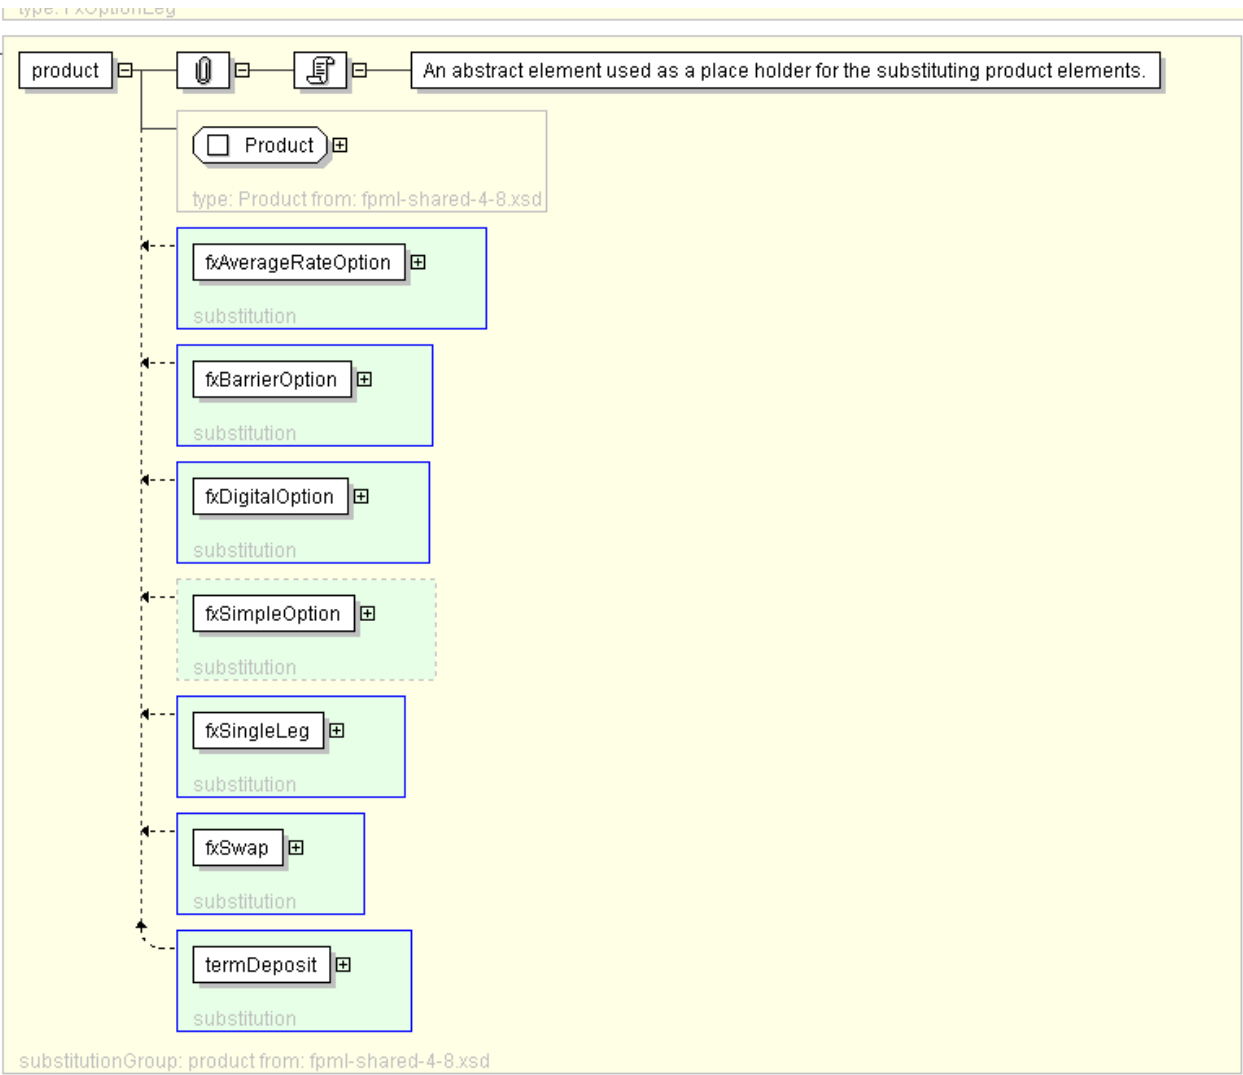 type: FxOptionLeg
product
An abstract element used as a place holder for the substituting product elements.
Product
type: Product from: fpml-shared-4-8.xsd
fxAverageRateOption
substitution
fxBarrierOption
substitution
fxDigitalOption
substitution
fxSimpleOption
substitution
fxSingleLeg
substitution
fxSwap
substitution
termDeposit
substitution
substitutionGroup: product from: fpml-shared-4-8.xsd